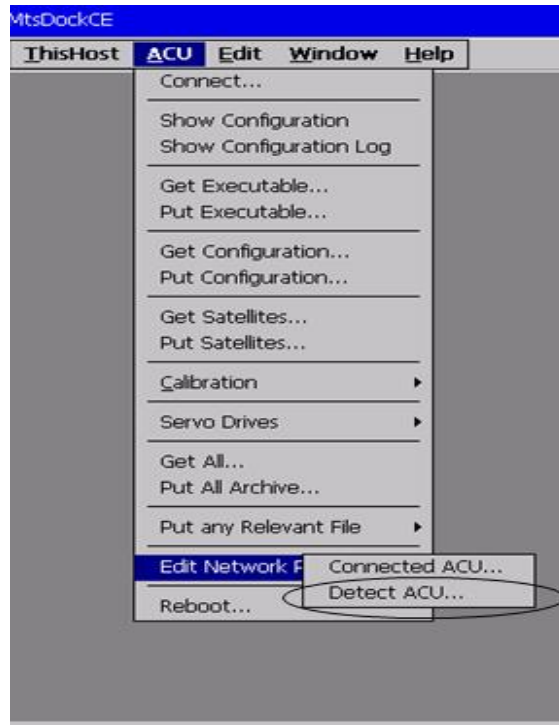 MtsDockCE
ThisHost ACU Edit Window Help
Connect...
Show Configuration
Show Configuration Log
Get Executable...
Put Executable...
Get Configuration...
Put Configuration...
Get Satellites...
Put Satellites...
Calibration
Servo Drives
Get All...
Put All Archive...
Put any Relevant File
Edit Network
Connected ACU...
Detect ACU...
Reboot...